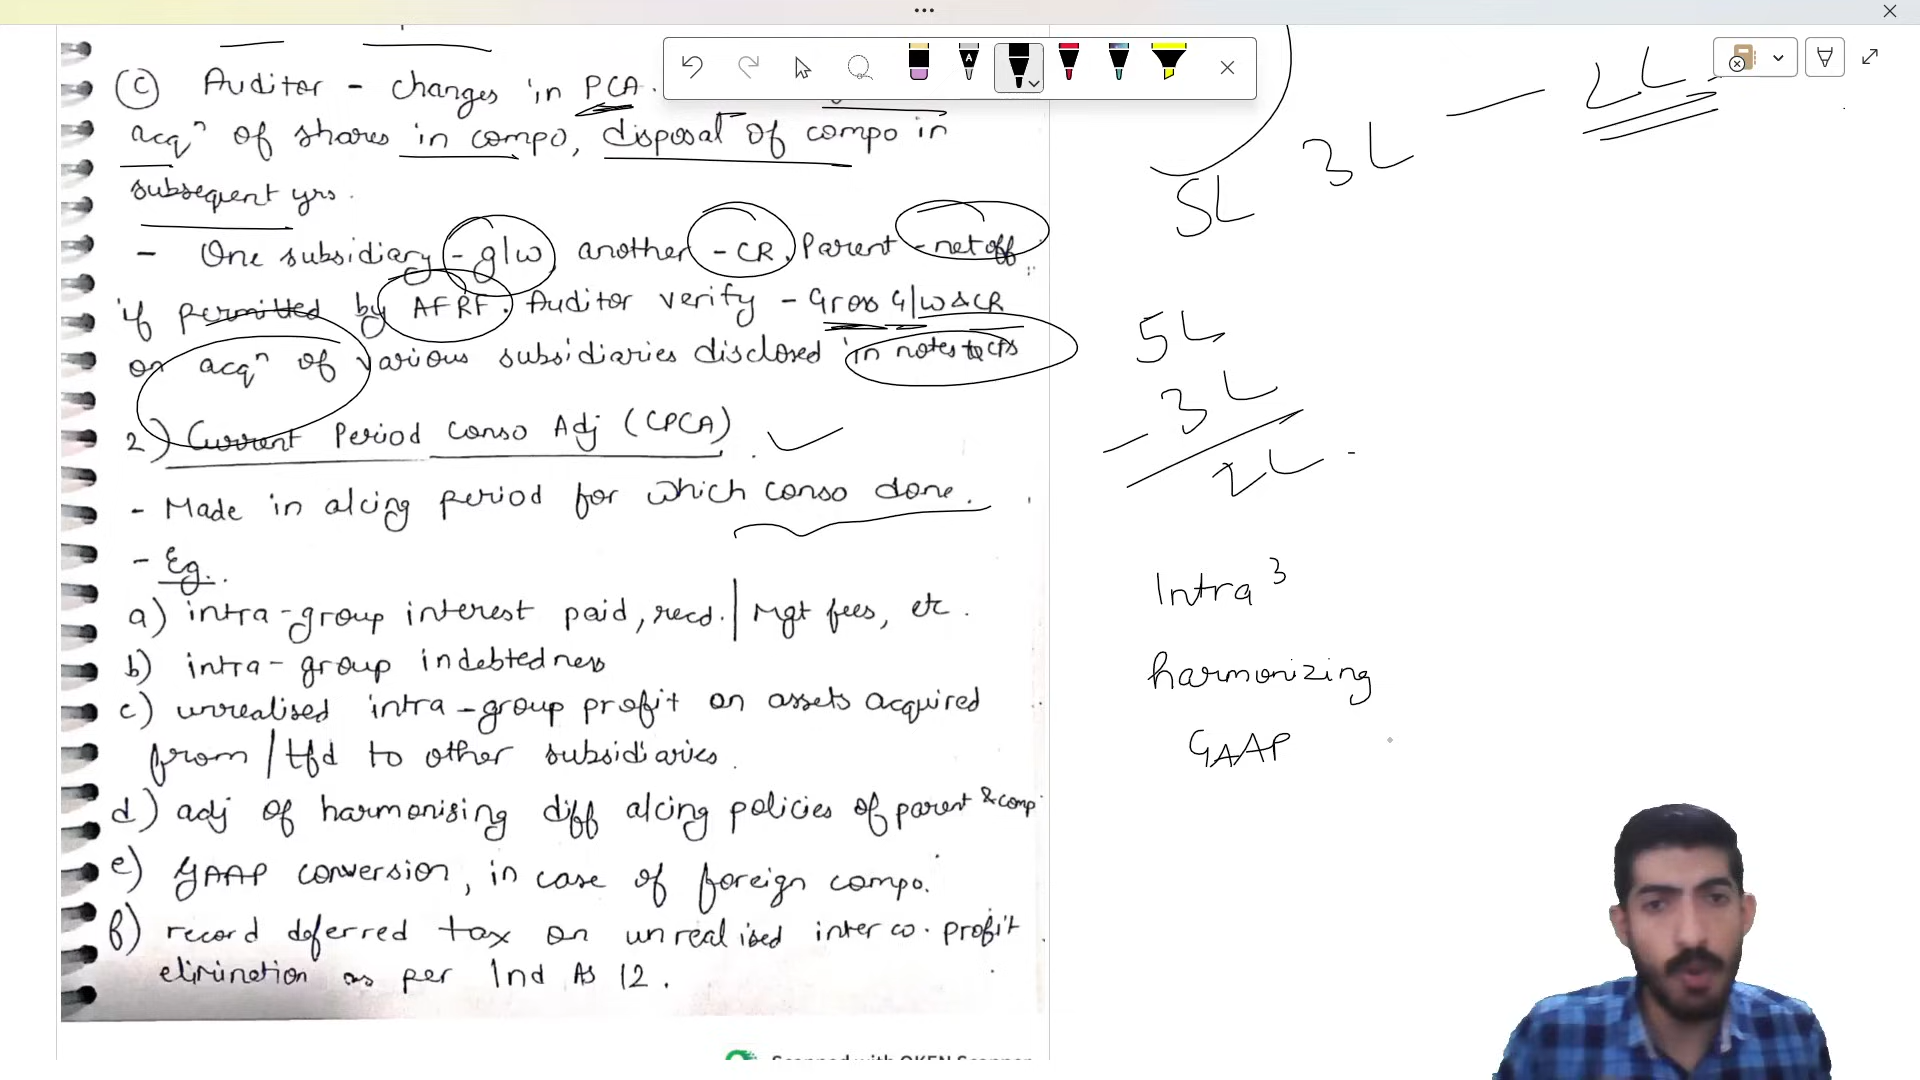 ...
(c) Auditor - changes in PCA.
acqⁿ of shares in compo, disposal of compo in
subsequent yrs.
- One subsidiary - g/w, another - CR, Parent - net off
if permitted by AFRF. Auditor verify - Gross G/w & CR
on acqⁿ of various subsidiaries disclosed in notes to CFS
2) Current Period Conso Adj (CPCA).
- Made in a/cing period for which conso done.
- Eg.
a) intra-group interest paid, recd. / Mgt fees, etc.
b) intra-group indebtedness
c) unrealised intra-group profit on assets acquired
from / tfd to other subsidiaries.
d) adj of harmonising diff a/cing policies of parent & comp
e) GAAP conversion, in case of foreign compo.
f) record deferred tax on unrealised inter co. profit
elimination as per Ind As 12.
Scanned with OKEN Scanner
2L
3L
5L
5L
- 3L
2L
Intra 3
harmonizing
GAAP
A